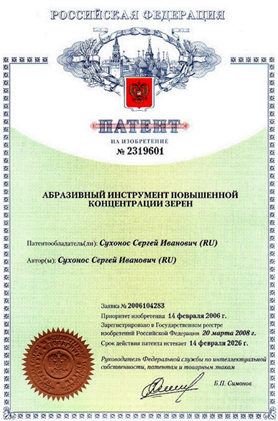 РОССИЙСКАЯ ФЕДЕРАЦИЯ
ПАТЕНТ
НА ИЗОБРЕТЕНИЕ
№ 2319601
АБРАЗИВНЫЙ ИНСТРУМЕНТ ПОВЫШЕННОЙ
КОНЦЕНТРАЦИИ ЗЕРЕН
Патентообладатель(ли): Сухонос Сергей Иванович (RU)
Автор(ы): Сухонос Сергей Иванович (RU)
Заявка № 2006104283
Приоритет изобретения 14 февраля 2006 г.
Зарегистрировано в Государственном реестре
изобретений Российской Федерации 20 марта 2008 г.
Срок действия патента истекает 14 февраля 2026 г.
Руководитель Федеральной службы по интеллектуальной
собственности, патентам и товарным знакам
Б.П. Симонов